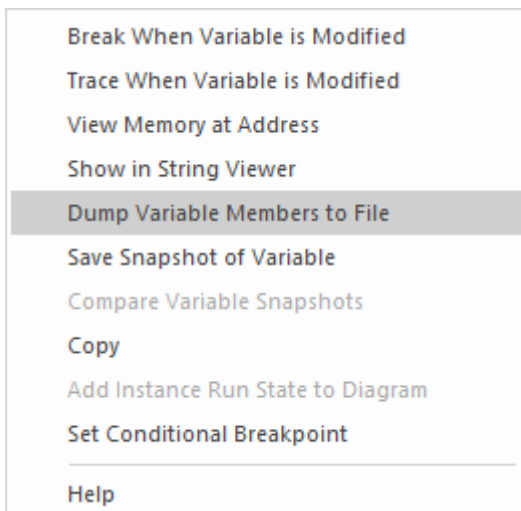 Break When Variable is Modified
Trace When Variable is Modified
View Memory at Address
Show in String Viewer
Dump Variable Members to File
Save Snapshot of Variable
Compare Variable Snapshots
Copy
Add Instance Run State to Diagram
Set Conditional Breakpoint
Help